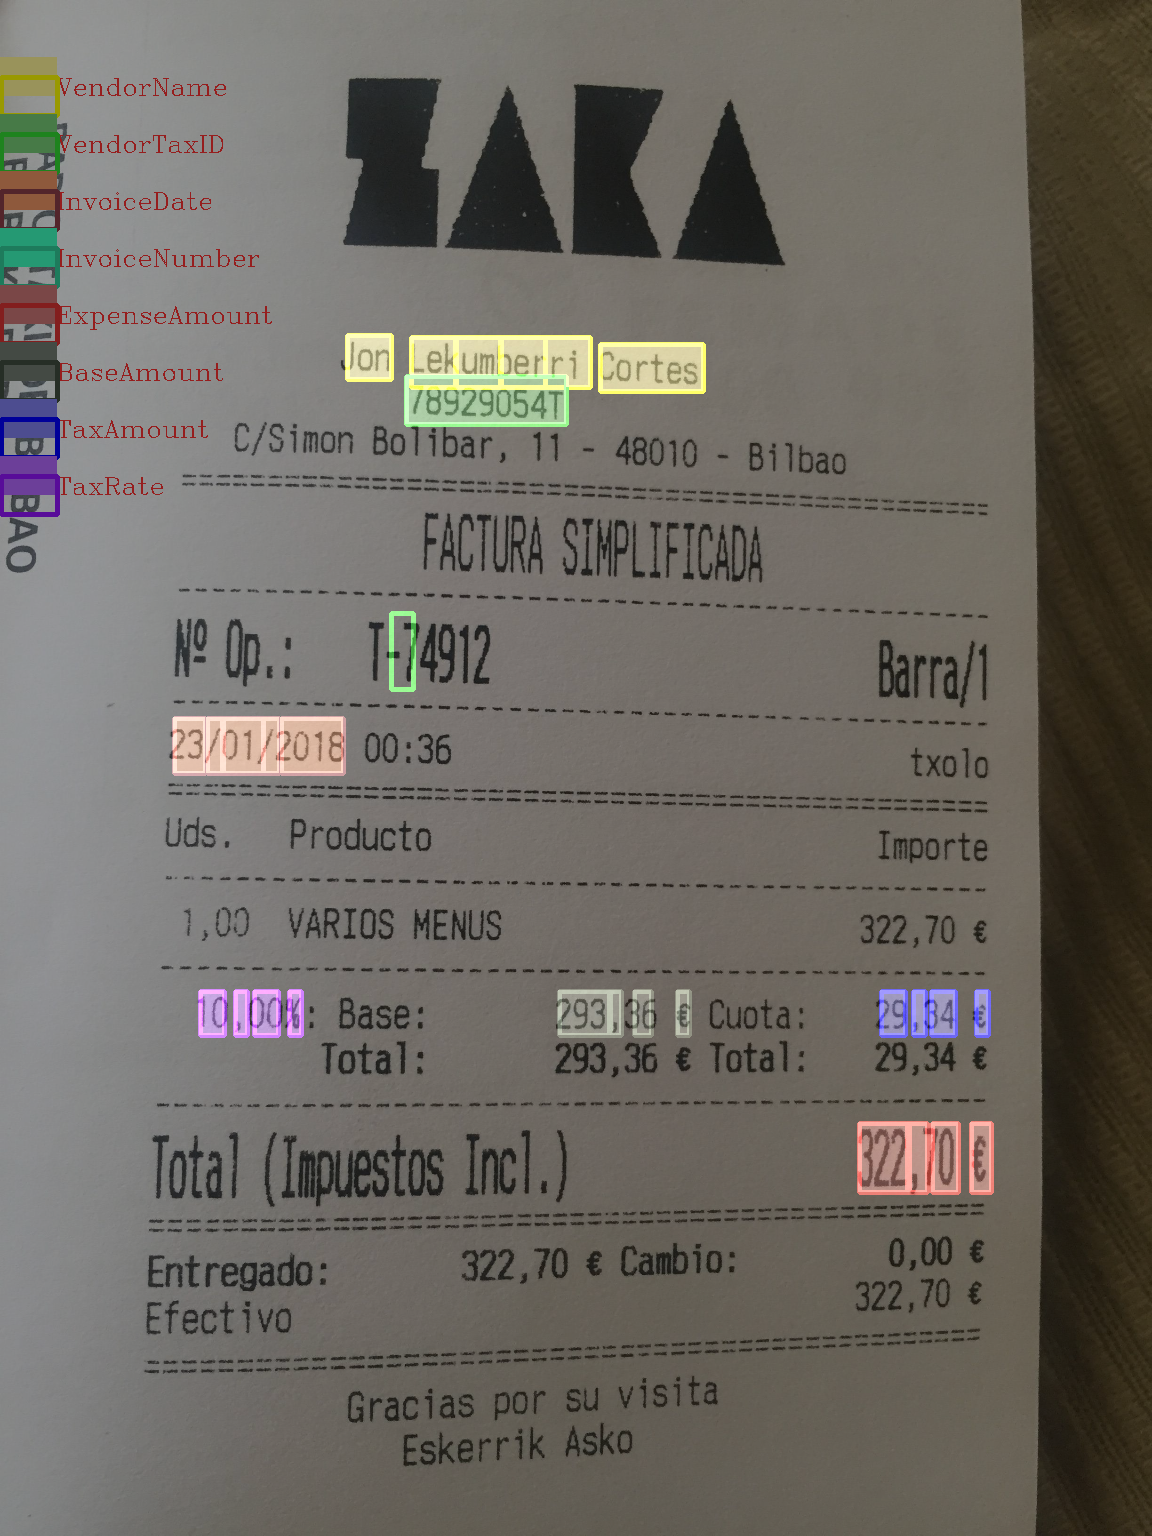 VendorName
VendorTaxID
InvoiceDate
InvoiceNumber
ExpenseAmount
BaseAmount
TaxAmount
TaxRate
ZAKA
Jon Lekumberri Cortes
78929054T
C/Simon Bolibar, 11 - 48010 - Bilbao
FACTURA SIMPLIFICADA
Nº Op.: T-74912 Barra/1
23/01/2018 00:36 txolo
Uds. Producto Importe
1,00 VARIOS MENUS 322,70 €
10,00%: Base: 293,36 € Cuota: 29,34 €
Total: 293,36 € Total: 29,34 €
Total (Impuestos Incl.) 322,70 €
Entregado: 322,70 € Cambio: 0,00 €
Efectivo 322,70 €
Gracias por su visita
Eskerrik Asko